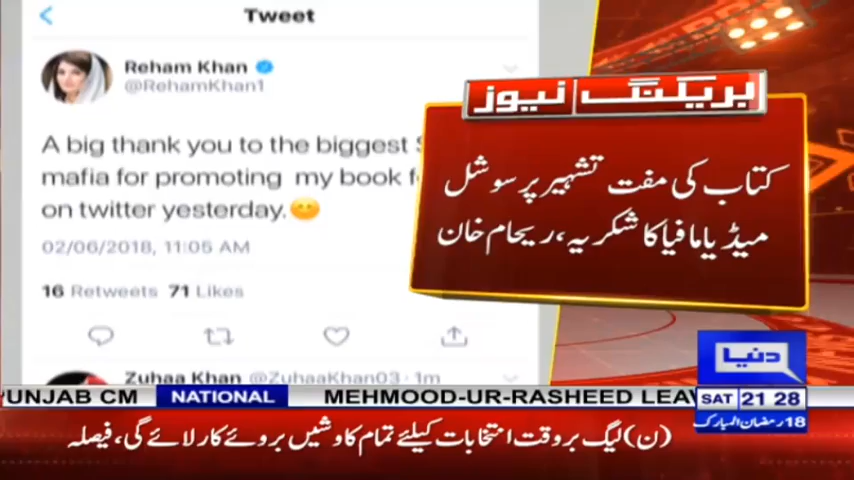 Tweet
Reham Khan
@RehamKhan1
A big thank you to the biggest
mafia for promoting my book
on twitter yesterday.😊
02/06/2018, 11:05 AM
16 Retweets 71 Likes
Zuhaa Khan @ZuhaaKhan03 · 1m
بریکنگ نیوز
کتاب کی مفت تشہیر پر سوشل
میڈیا مافیا کا شکریہ، ریحام خان
دنیا
PUNJAB CM NATIONAL MEHMOOD-UR-RASHEED
SAT 21 28
18 رمضان المبارک
(ن) لیگ بروقت انتخابات کیلئے تمام کاوشیں بروئے کار لائے گی، فیصلہ